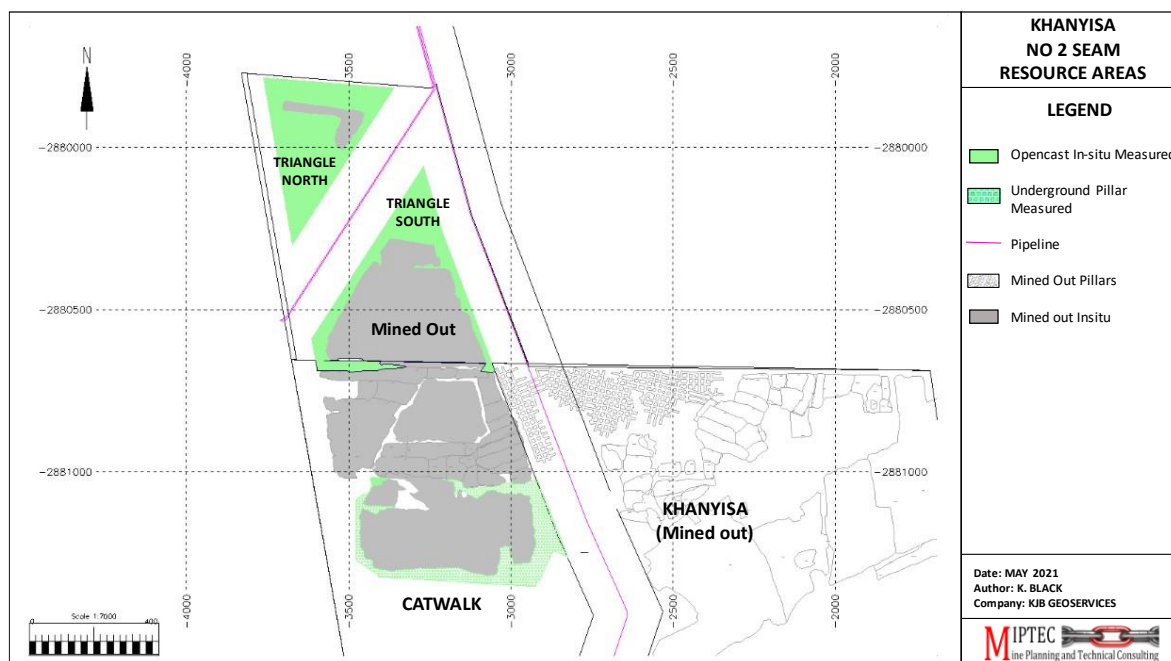 KHANYISA
NO 2 SEAM
RESOURCE AREAS
LEGEND
Opencast In-situ Measured
Underground Pillar
Measured
Pipeline
Mined Out Pillars
Mined out Insitu
Date: MAY 2021
Author: K. BLACK
Company: KJB GEOSERVICES
MIPTEC
ine Planning and Technical Consulting
N
-4000
-3500
-3000
-2500
-2000
-2880000
-2880000
TRIANGLE
NORTH
TRIANGLE
SOUTH
-2880500
-2880500
Mined Out
-2881000
-2881000
KHANYISA
(Mined out)
CATWALK
Scale 1:7000
0
400
-4000
-3500
-3000
-2500
-2000